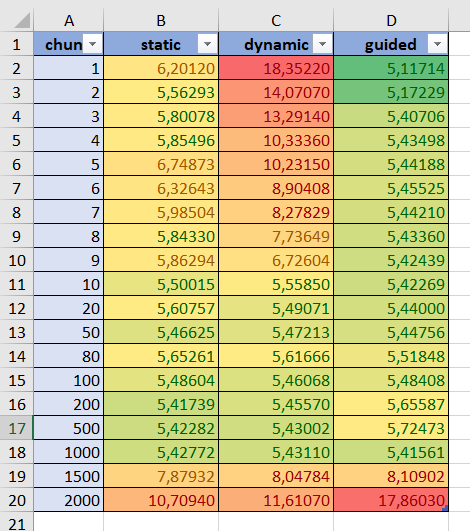 A B C D
1 chun static dynamic guided
2 1 6,20120 18,35220 5,11714
3 2 5,56293 14,07070 5,17229
4 3 5,80078 13,29140 5,40706
5 4 5,85496 10,33360 5,43498
6 5 6,74873 10,23150 5,44188
7 6 6,32643 8,90408 5,45525
8 7 5,98504 8,27829 5,44210
9 8 5,84330 7,73649 5,43360
10 9 5,86294 6,72604 5,42439
11 10 5,50015 5,55850 5,42269
12 20 5,60757 5,49071 5,44000
13 50 5,46625 5,47213 5,44756
14 80 5,65261 5,61666 5,51848
15 100 5,48604 5,46068 5,48408
16 200 5,41739 5,45570 5,65587
17 500 5,42282 5,43002 5,72473
18 1000 5,42772 5,43110 5,41561
19 1500 7,87932 8,04784 8,10902
20 2000 10,70940 11,61070 17,86030
21